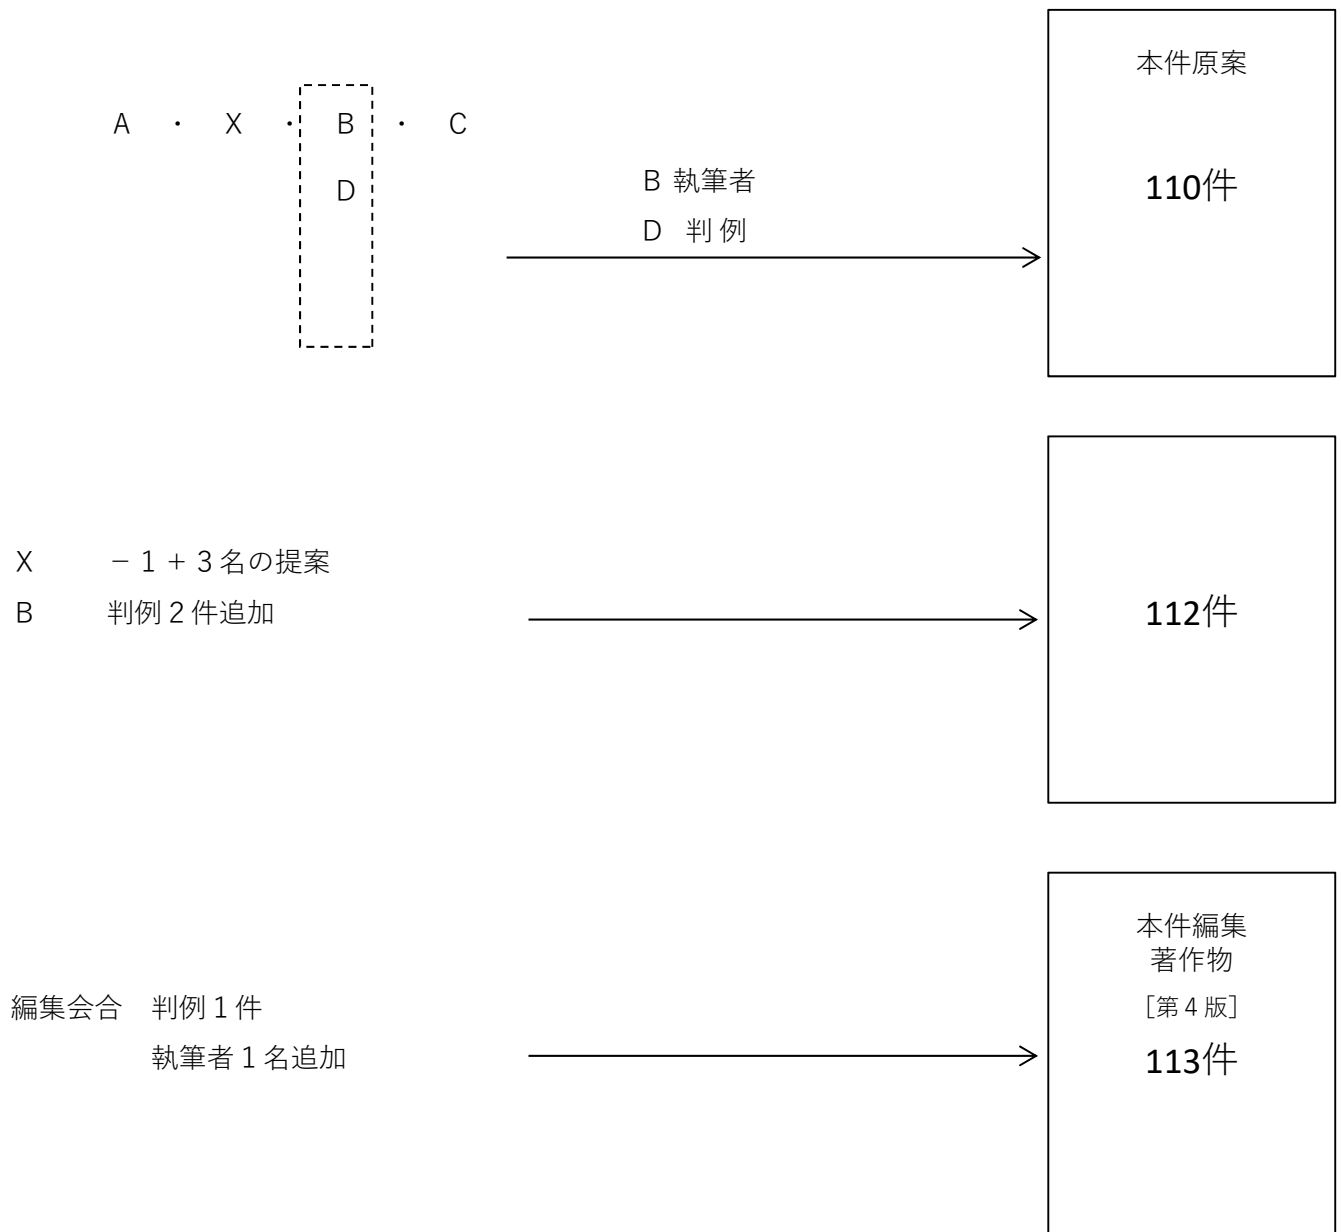 本件原案
A ・ X ・ B ・ C
D
B 執筆者
110件
D 判例
X －１＋３名の提案
B 判例２件追加
112件
本件編集
著作物
［第４版］
編集会合 判例１件
執筆者１名追加
113件